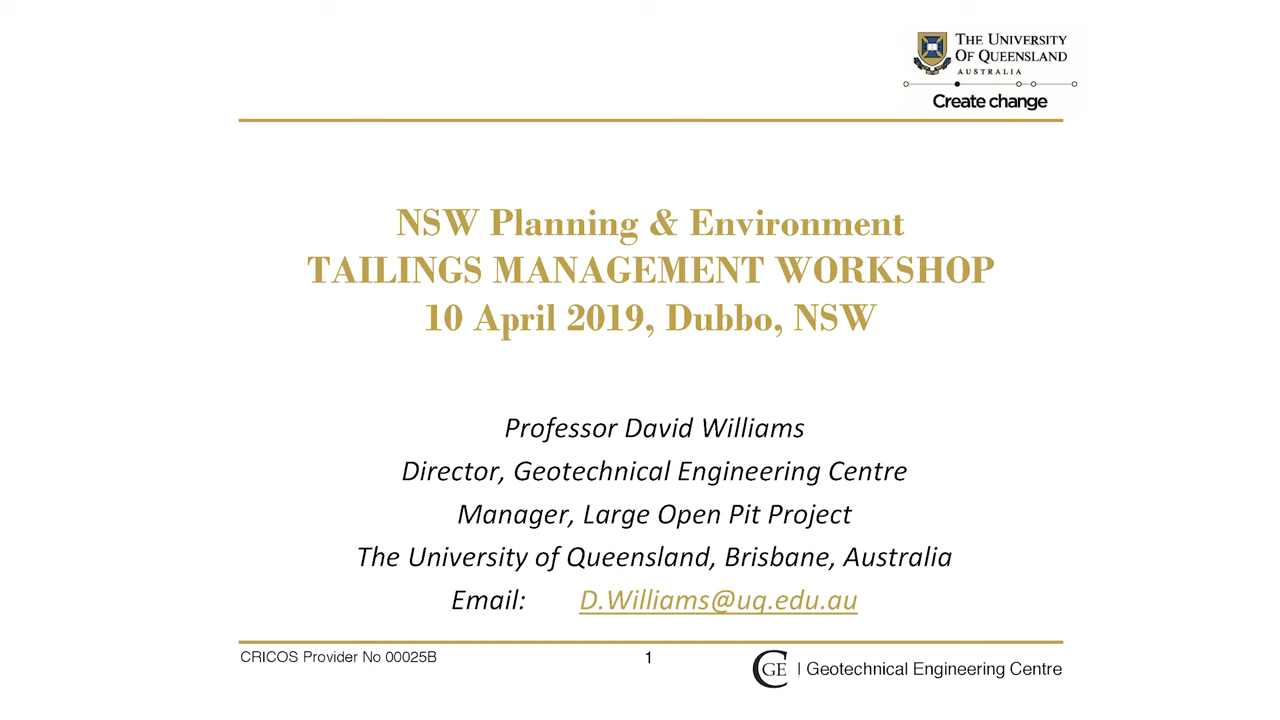 THE UNIVERSITY
OF QUEENSLAND
AUSTRALIA
Create change
NSW Planning & Environment
TAILINGS MANAGEMENT WORKSHOP
10 April 2019, Dubbo, NSW
Professor David Williams
Director, Geotechnical Engineering Centre
Manager, Large Open Pit Project
The University of Queensland, Brisbane, Australia
Email: D.Williams@uq.edu.au
CRICOS Provider No 00025B
1
CGE | Geotechnical Engineering Centre